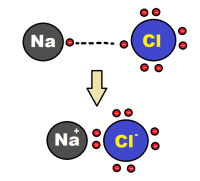 Na Cl
Na+ Cl-